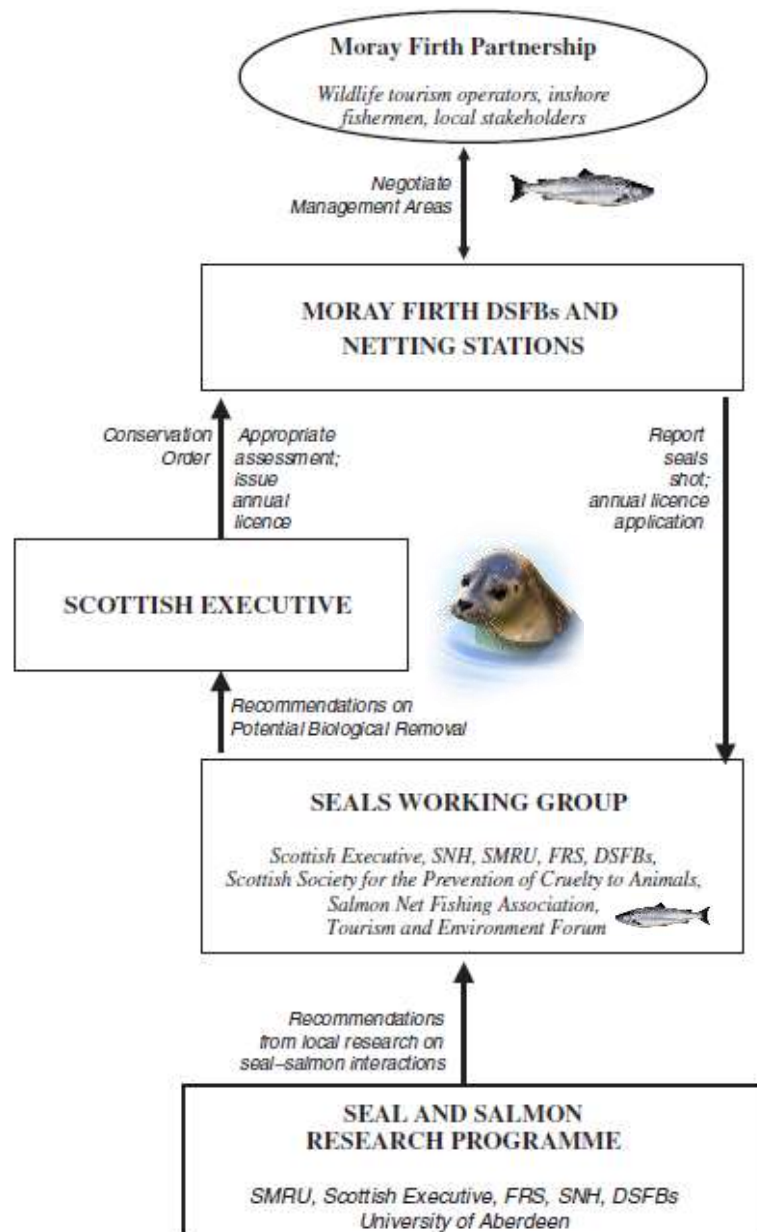 Moray Firth Partnership
Wildlife tourism operators, inshore
fishermen, local stakeholders
Negotiate
Management Areas
MORAY FIRTH DSFBs AND
NETTING STATIONS
Conservation
Order
Appropriate
assessment;
issue
annual
licence
Report
seals
shot;
annual licence
application
SCOTTISH EXECUTIVE
Recommendations on
Potential Biological Removal
SEALS WORKING GROUP
Scottish Executive, SNH, SMRU, FRS, DSFBs,
Scottish Society for the Prevention of Cruelty to Animals,
Salmon Net Fishing Association,
Tourism and Environment Forum
Recommendations
from local research on
seal–salmon interactions
SEAL AND SALMON
RESEARCH PROGRAMME
SMRU, Scottish Executive, FRS, SNH, DSFBs
University of Aberdeen